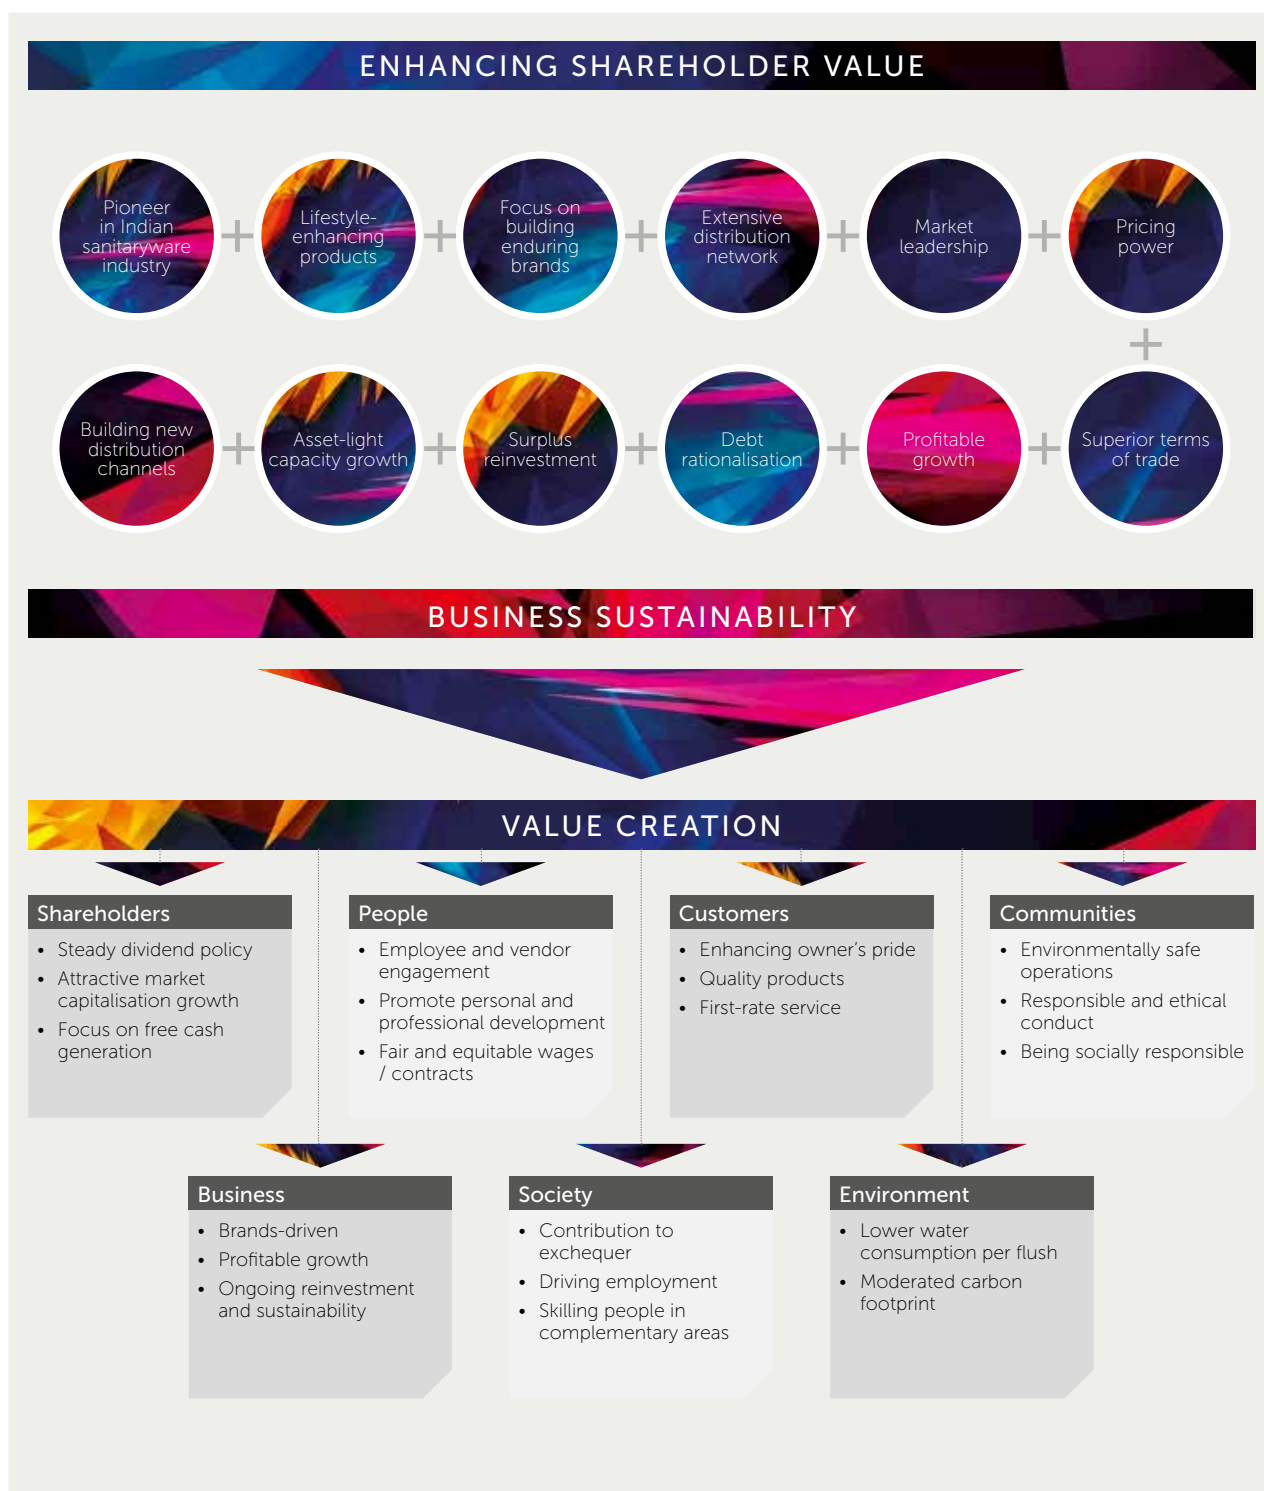 ENHANCING SHAREHOLDER VALUE
Pioneer
in Indian
sanitaryware
industry
+
Lifestyle-
enhancing
products
+
Focus on
building
enduring
brands
+
Extensive
distribution
network
+
Market
leadership
+
Pricing
power
+
Building new
distribution
channels
+
Asset-light
capacity growth
+
Surplus
reinvestment
+
Debt
rationalisation
+
Profitable
growth
+
Superior terms
of trade
BUSINESS SUSTAINABILITY
VALUE CREATION
Shareholders
• Steady dividend policy
• Attractive market
capitalisation growth
• Focus on free cash
generation
People
• Employee and vendor
engagement
• Promote personal and
professional development
• Fair and equitable wages
/ contracts
Customers
• Enhancing owner's pride
• Quality products
• First-rate service
Communities
• Environmentally safe
operations
• Responsible and ethical
conduct
• Being socially responsible
Business
• Brands-driven
• Profitable growth
• Ongoing reinvestment
and sustainability
Society
• Contribution to
exchequer
• Driving employment
• Skilling people in
complementary areas
Environment
• Lower water
consumption per flush
• Moderated carbon
footprint